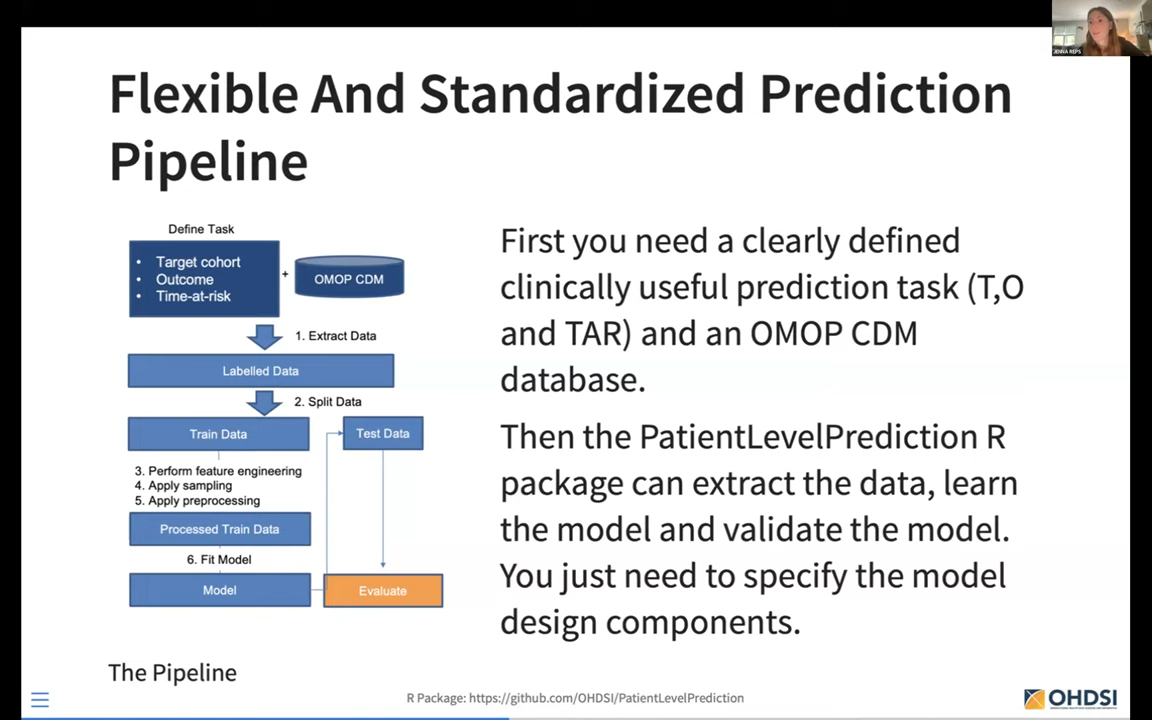 JENNA REPS
Flexible And Standardized Prediction
Pipeline
Define Task
• Target cohort
• Outcome
• Time-at-risk
+
OMOP CDM
1. Extract Data
Labelled Data
2. Split Data
Train Data
Test Data
3. Perform feature engineering
4. Apply sampling
5. Apply preprocessing
Processed Train Data
6. Fit Model
Model
Evaluate
The Pipeline
First you need a clearly defined
clinically useful prediction task (T,O
and TAR) and an OMOP CDM
database.
Then the PatientLevelPrediction R
package can extract the data, learn
the model and validate the model.
You just need to specify the model
design components.
R Package: https://github.com/OHDSI/PatientLevelPrediction
OHDSI